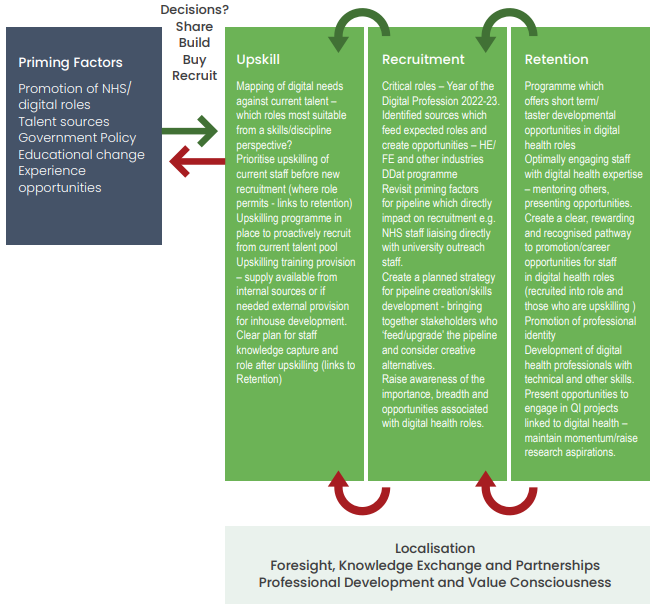 Decisions?
Share
Build
Buy
Recruit
Priming Factors
Promotion of NHS/
digital roles
Talent sources
Government Policy
Educational change
Experience
opportunities
Upskill
Mapping of digital needs
against current talent –
which roles most suitable
from a skills/discipline
perspective?
Prioritise upskilling of
current staff before new
recruitment (where role
permits - links to retention)
Upskilling programme in
place to proactively recruit
from current talent pool
Upskilling training provision
– supply available from
internal sources or if
needed external provision
for inhouse development.
Clear plan for staff
knowledge capture and
role after upskilling (links to
Retention)
Recruitment
Critical roles – Year of the
Digital Profession 2022-23.
Identified sources which
feed expected roles and
create opportunities – HE/
FE and other industries
DDat programme
Revisit priming factors
for pipeline which directly
impact on recruitment e.g.
NHS staff liaising directly
with university outreach
staff.
Create a planned strategy
for pipeline creation/skills
development - bringing
together stakeholders who
‘feed/upgrade’ the pipeline
and consider creative
alternatives.
Raise awareness of the
importance, breadth and
opportunities associated
with digital health roles.
Retention
Programme which
offers short term/
taster developmental
opportunities in digital
health roles
Optimally engaging staff
with digital health expertise
– mentoring others,
presenting opportunities.
Create a clear, rewarding
and recognised pathway
to promotion/career
opportunities for staff
in digital health roles
(recruited into role and
those who are upskilling )
Promotion of professional
identity
Development of digital
health professionals with
technical and other skills.
Present opportunities to
engage in QI projects
linked to digital health –
maintain momentum/raise
research aspirations.
Localisation
Foresight, Knowledge Exchange and Partnerships
Professional Development and Value Consciousness